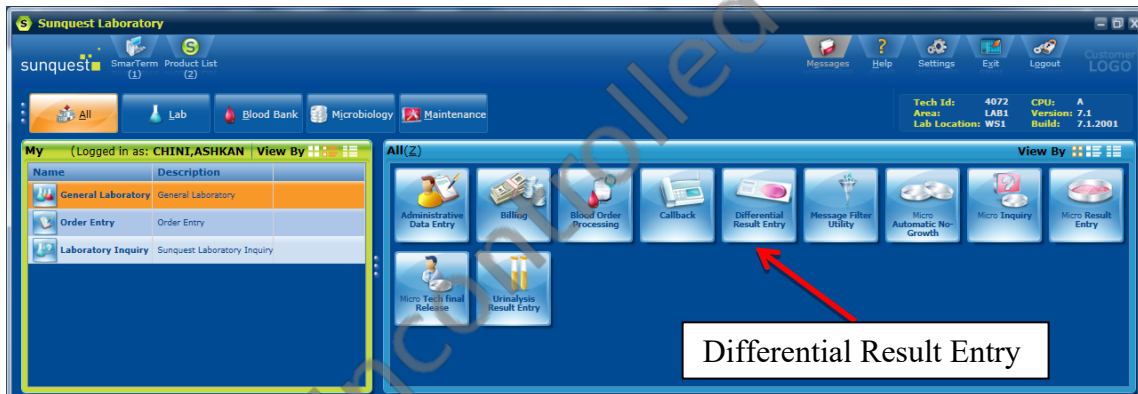 S Sunquest Laboratory
sunquest
SmarTerm
(1)
Product List
(2)
Messages
Help
Settings
Exit
Logout
Customer
LOGO
All
Lab
Blood Bank
Microbiology
Maintenance
Tech Id: 4072 CPU: A
Area: LAB1 Version: 7.1
Lab Location: WS1 Build: 7.1.2001
My (Logged in as: CHINI,ASHKAN View By
Name Description
General Laboratory General Laboratory
Order Entry Order Entry
Laboratory Inquiry Sunquest Laboratory Inquiry
All(Z) View By
Administrative
Data Entry
Billing
Blood Order
Processing
Callback
Differential
Result Entry
Message Filter
Utility
Micro
Automatic No-
Growth
Micro Inquiry
Micro Result
Entry
Micro Tech final
Release
Urinalysis
Result Entry
Differential Result Entry
Uncontrolled